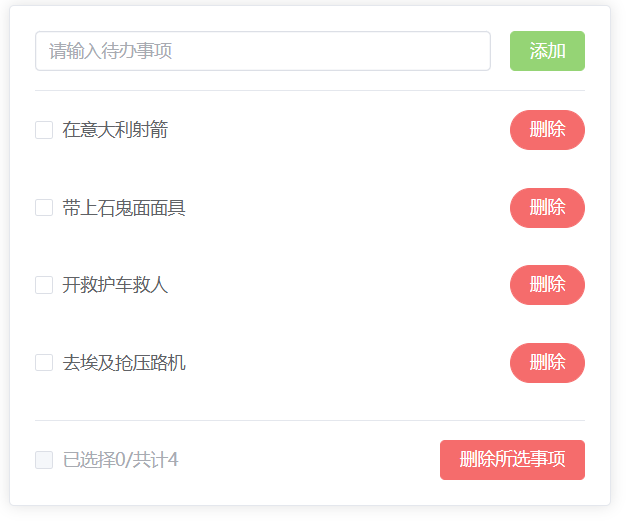 请输入待办事项 添加
在意大利射箭 删除
带上石鬼面面具 删除
开救护车救人 删除
去埃及抢压路机 删除
已选择0/共计4 删除所选事项